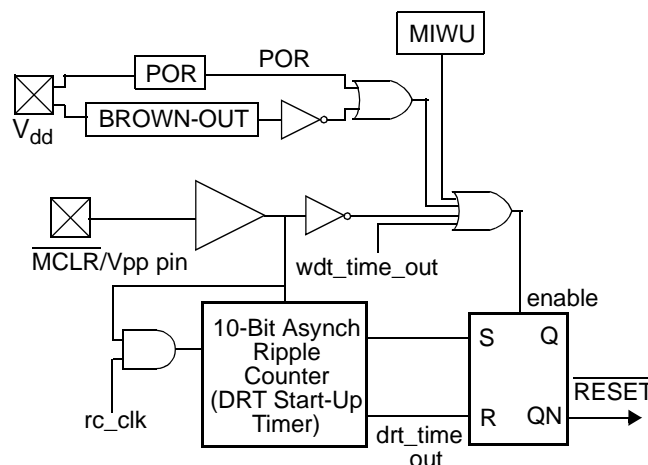 MIWU
POR
POR
BROWN-OUT
Vdd
MCLR/Vpp pin
wdt_time_out
enable
10-Bit Asynch
Ripple
Counter
(DRT Start-Up
Timer)
S
Q
RESET
R
QN
rc_clk
drt_time
out